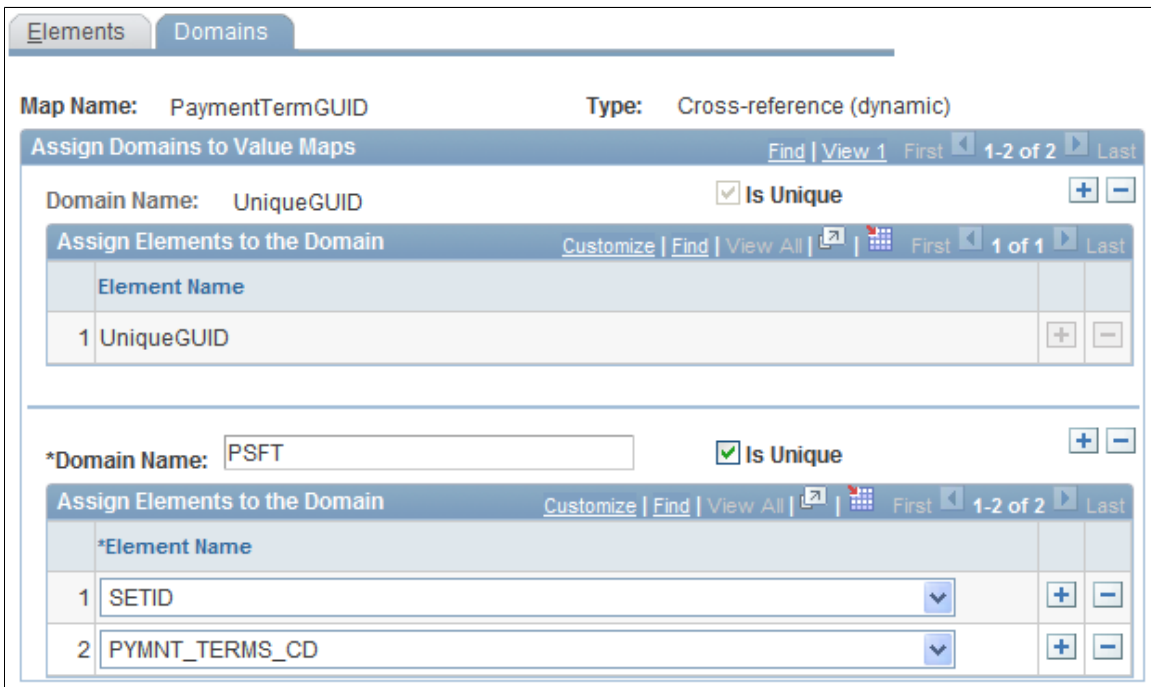 Elements Domains
Map Name: PaymentTermGUID Type: Cross-reference (dynamic)
Assign Domains to Value Maps Find | View 1 First 1-2 of 2 Last
Domain Name: UniqueGUID Is Unique
Assign Elements to the Domain Customize | Find | View All | | First 1 of 1 Last
Element Name
1 UniqueGUID
*Domain Name: PSFT Is Unique
Assign Elements to the Domain Customize | Find | View All | | First 1-2 of 2 Last
*Element Name
1 SETID
2 PYMNT_TERMS_CD